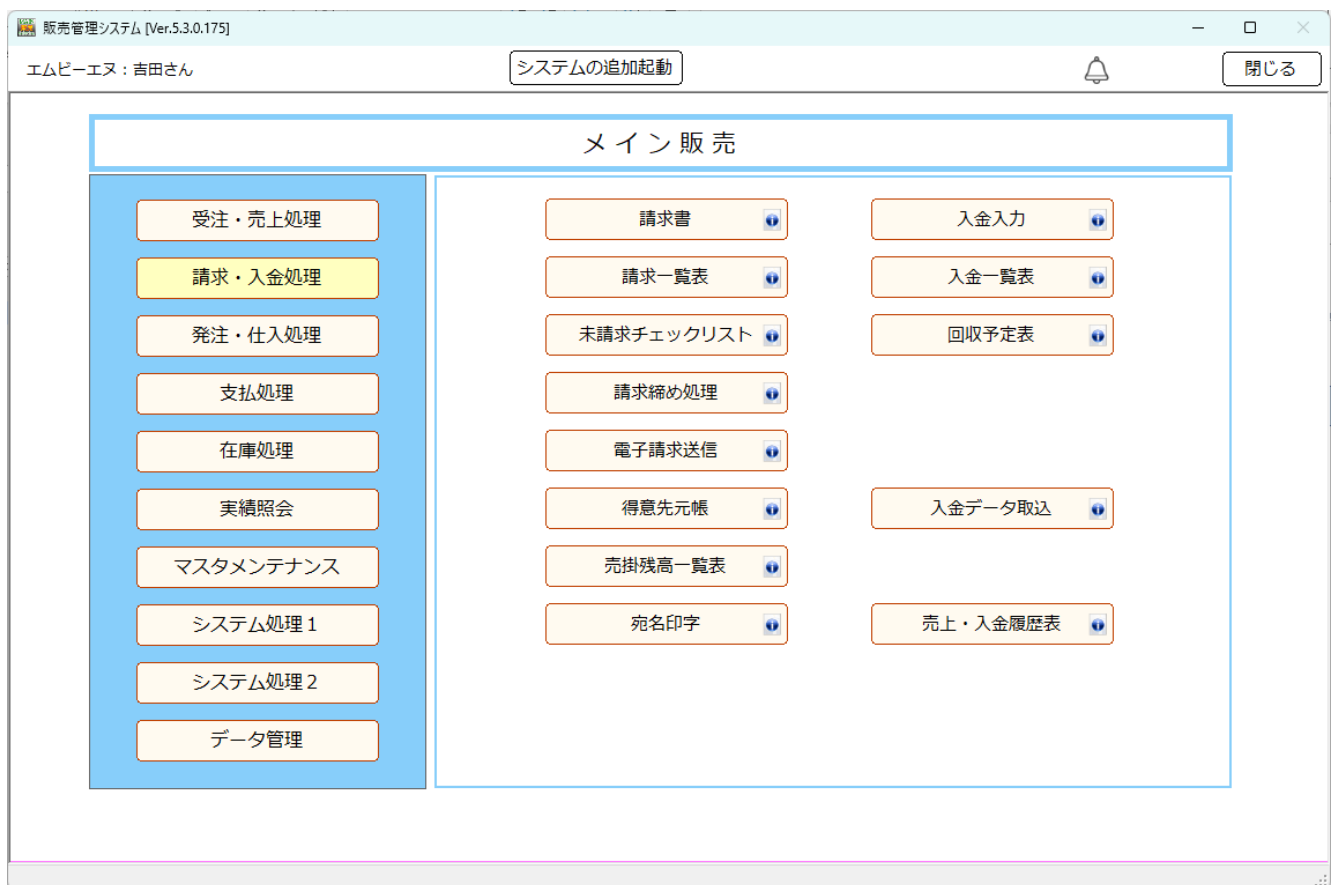 販売管理システム [Ver.5.3.0.175]
エムビーエヌ：吉田さん
システムの追加起動
閉じる
メイン販売
受注・売上処理
請求・入金処理
発注・仕入処理
支払処理
在庫処理
実績照会
マスタメンテナンス
システム処理１
システム処理２
データ管理
請求書
請求一覧表
未請求チェックリスト
請求締め処理
電子請求送信
得意先元帳
売掛残高一覧表
宛名印字
入金入力
入金一覧表
回収予定表
入金データ取込
売上・入金履歴表